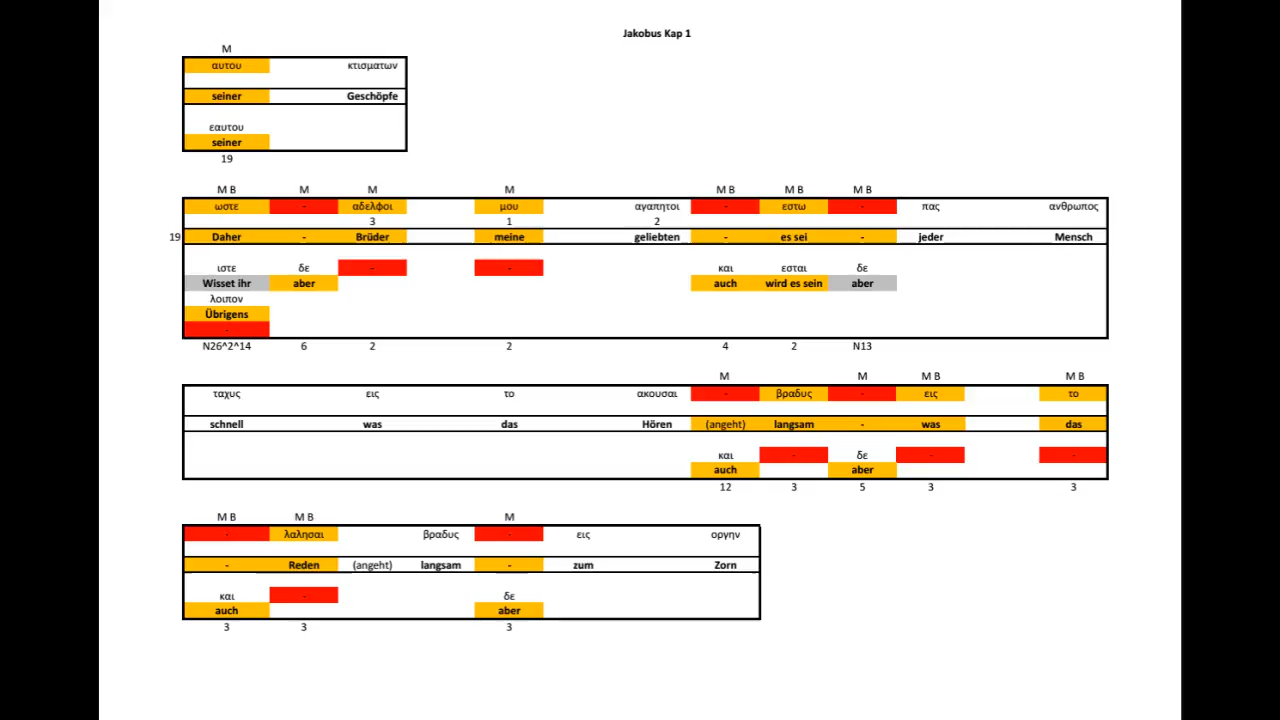 Jakobus Kap 1
M
αυτου κτισματων
seiner Geschöpfe
εαυτου
seiner
19
M B M M M M B M B M B
ωστε - αδελφοι μου αγαπητοι - εστω - πας ανθρωπος
3 1 2
19 Daher - Brüder meine geliebten - es sei - jeder Mensch
ιστε δε - - και εσται δε
Wisset ihr aber auch wird es sein aber
λοιπον
Übrigens
-
N26^2^14 6 2 2 4 2 N13
M M M B M B
ταχυς εις το ακουσαι - βραδυς - εις το
schnell was das Hören (angeht) langsam - was das
και - δε - -
auch aber
12 3 5 3 3
M B M B M
- λαλησαι βραδυς - εις οργην
- Reden (angeht) langsam - zum Zorn
και - δε
auch aber
3 3 3